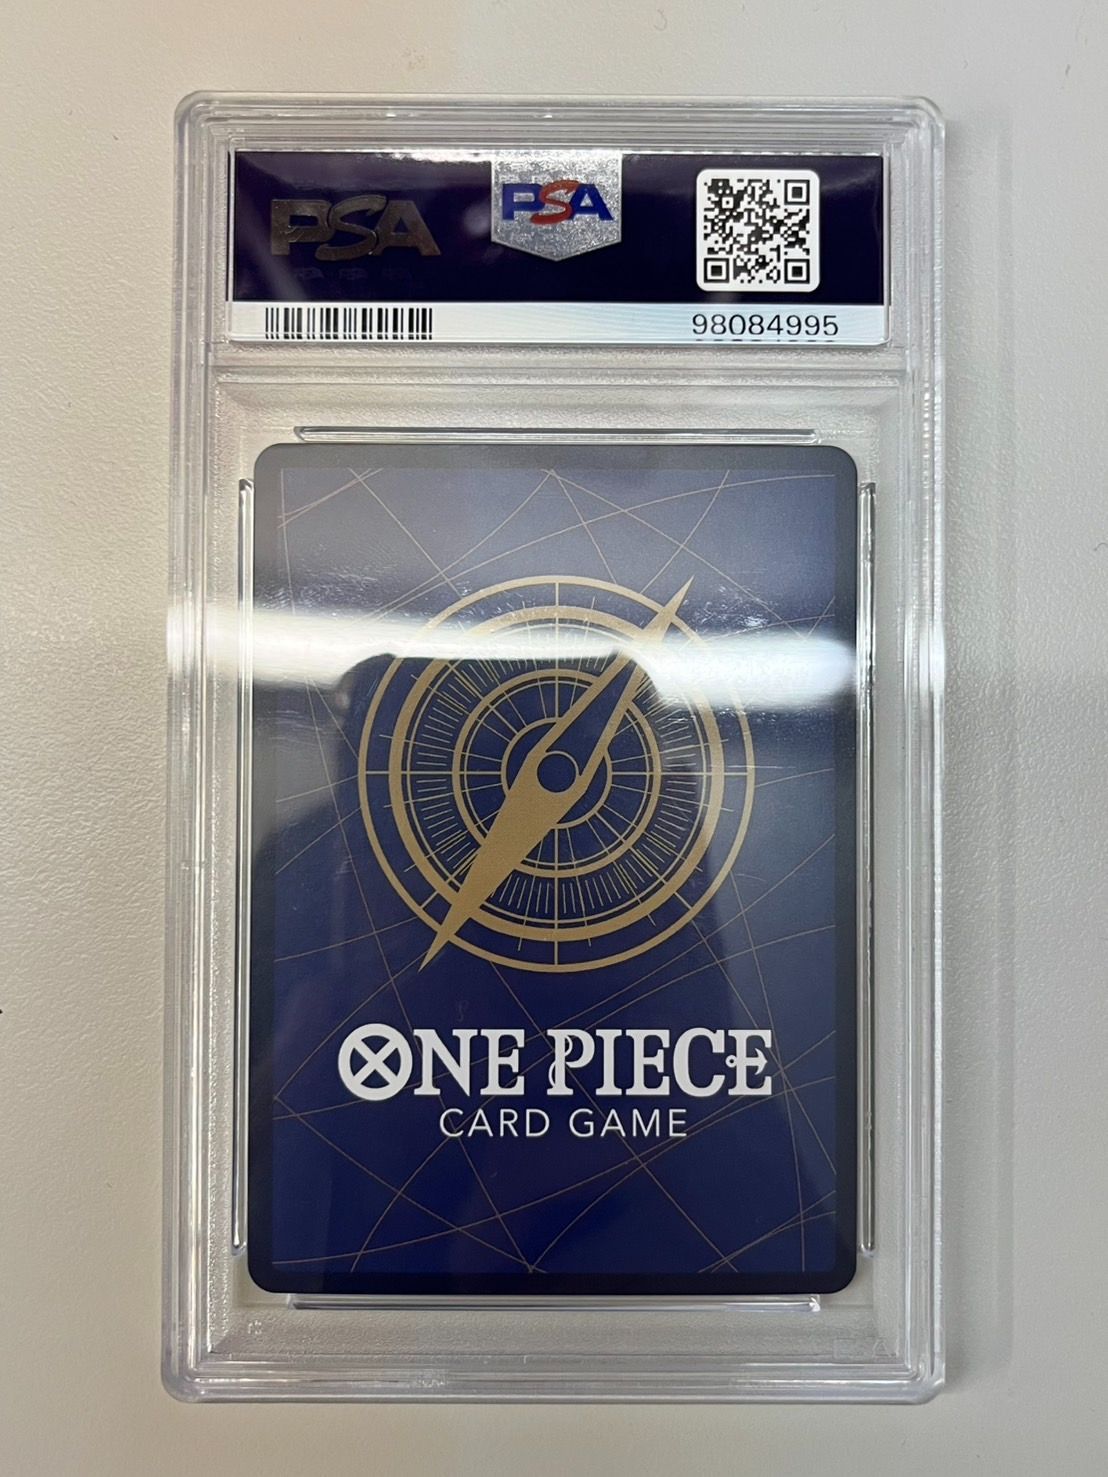 PSA
PSA
98084995
ONE PIECE
CARD GAME